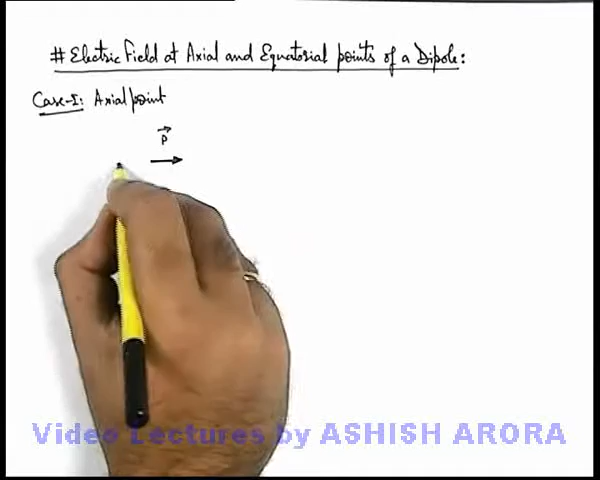 # Electric Field at Axial and Equatorial points of a Dipole:
Case-I: Axial point
p⃗
Video Lectures by ASHISH ARORA